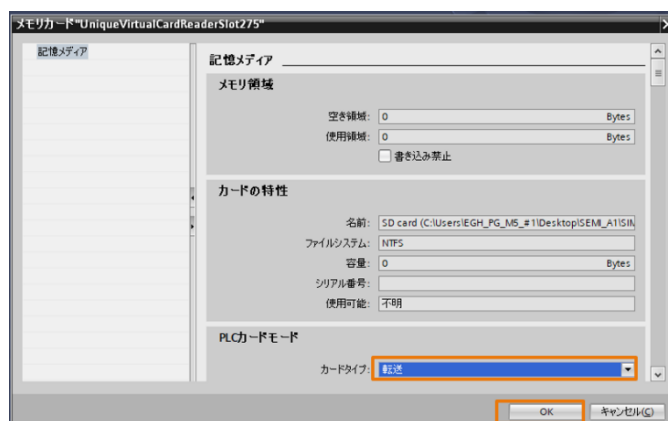 メモリカード"UniqueVirtualCardReaderSlot275"
記憶メディア
記憶メディア
メモリ領域
空き領域: 0 Bytes
使用領域: 0 Bytes
書き込み禁止
カードの特性
名前: SD card (C:\Users\EGH_PG_M5_#1\Desktop\SEMI_A1\SIM
ファイルシステム: NTFS
容量: 0 Bytes
シリアル番号:
使用可能: 不明
PLCカードモード
カードタイプ: 転送
OK キャンセル(C)